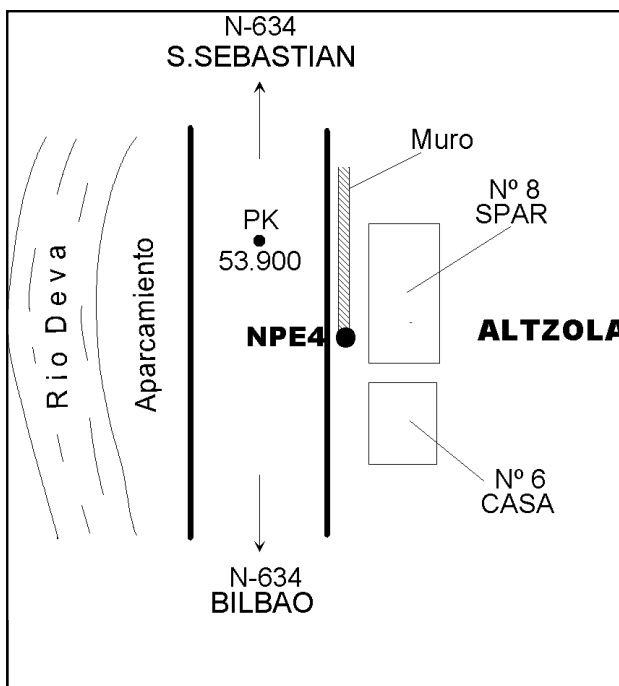 N-634
S.SEBASTIAN
Muro
Nº 8
SPAR
PK
53.900
Rio Deva
Aparcamiento
NPE4
ALTZOLA
Nº 6
CASA
N-634
BILBAO